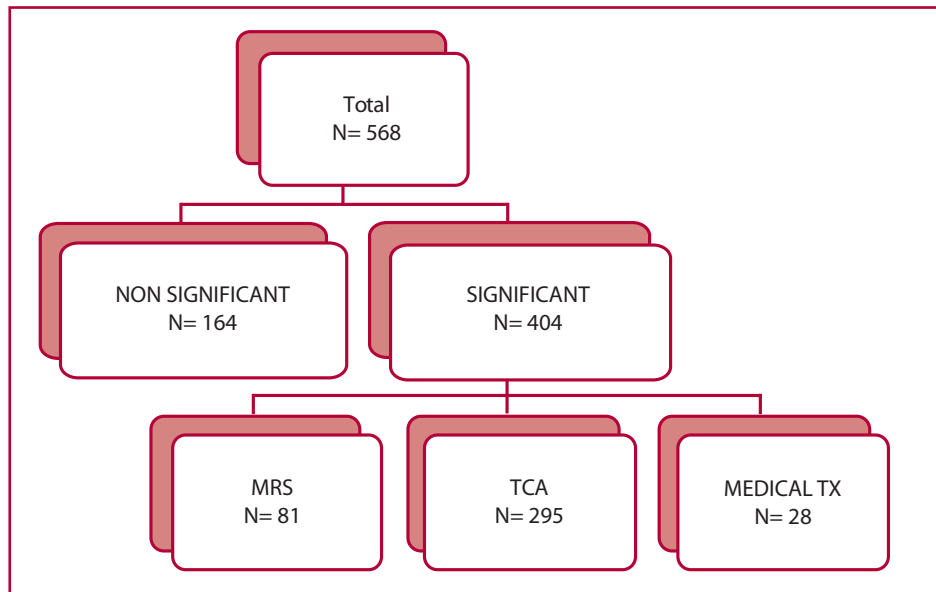 Total
N= 568
NON SIGNIFICANT
N= 164
SIGNIFICANT
N= 404
MRS
N= 81
TCA
N= 295
MEDICAL TX
N= 28